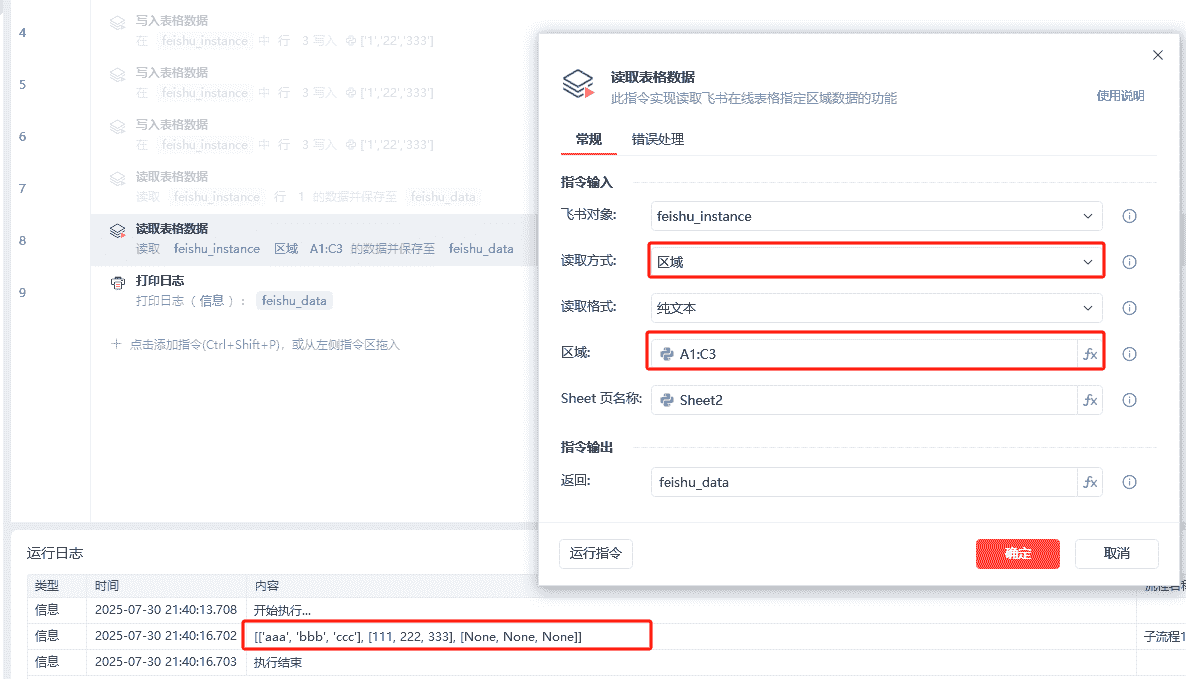 4
写入表格数据
在 feishu_instance 中 行 3 写入 令 ['1','22','333']
5
写入表格数据
在 feishu_instance 中 行 3 写入 令 ['1','22','333']
6
写入表格数据
在 feishu_instance 中 行 3 写入 令 ['1','22','333']
7
读取表格数据
读取 feishu_instance 行 1 的数据并保存至 feishu_data
8
读取表格数据
读取 feishu_instance 区域 A1:C3 的数据并保存至 feishu_data
9
打印日志
打印日志 ( 信息 ) : feishu_data
点击添加指令(Ctrl+Shift+P)，或从左侧指令区拖入
读取表格数据
此指令实现读取飞书在线表格指定区域数据的功能
使用说明
常规 错误处理
指令输入
飞书对象: feishu_instance
读取方式: 区域
读取格式: 纯文本
区域: A1:C3 fx
Sheet 页名称: Sheet2 fx
指令输出
返回: feishu_data fx
运行指令 确定 取消
运行日志
类型 时间 内容 流程名称
信息 2025-07-30 21:40:13.708 开始执行...
信息 2025-07-30 21:40:16.702 [['aaa', 'bbb', 'ccc'], [111, 222, 333], [None, None, None]] 子流程1
信息 2025-07-30 21:40:16.703 执行结束